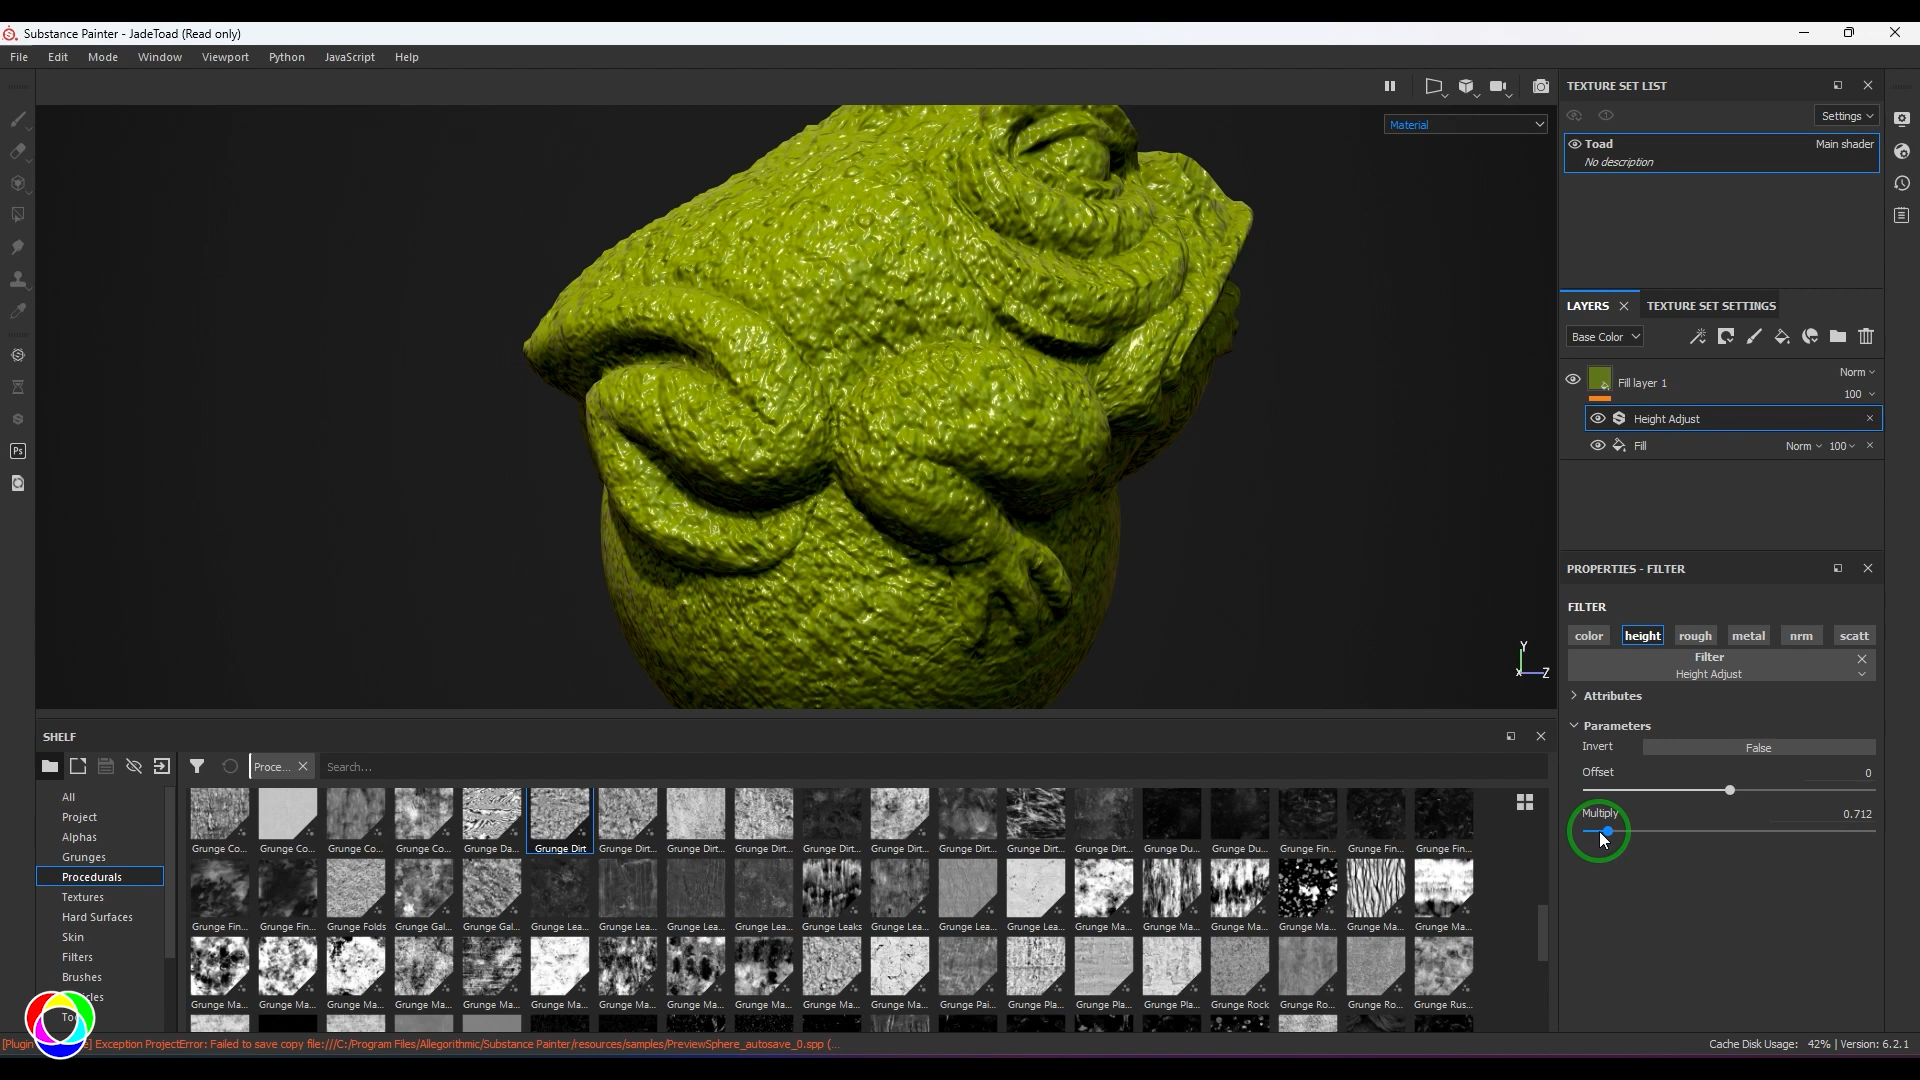 Substance Painter - JadeToad (Read only)
File Edit Mode Window Viewport Python JavaScript Help
Material
TEXTURE SET LIST
Settings
Toad Main shader
No description
LAYERS TEXTURE SET SETTINGS
Base Color
Fill layer 1 Norm 100
Height Adjust
Fill Norm 100
PROPERTIES - FILTER
FILTER
color height rough metal nrm scatt
Filter
Height Adjust
Attributes
Parameters
Invert False
Offset 0
Multiply 0.712
Ps
Y
X Z
SHELF
Proce... Search...
All
Project
Alphas
Grunges
Procedurals
Textures
Hard Surfaces
Skin
Filters
Brushes
Grunge Co... Grunge Co... Grunge Co... Grunge Co... Grunge Da... Grunge Dirt Grunge Dirt... Grunge Dirt... Grunge Dirt... Grunge Dirt... Grunge Dirt... Grunge Dirt... Grunge Dirt... Grunge Dirt... Grunge Du... Grunge Du... Grunge Fin... Grunge Fin... Grunge Fin...
Grunge Fin... Grunge Fin... Grunge Folds Grunge Gal... Grunge Gal... Grunge Lea... Grunge Lea... Grunge Lea... Grunge Lea... Grunge Leaks Grunge Lea... Grunge Lea... Grunge Lea... Grunge Ma... Grunge Ma... Grunge Ma... Grunge Ma... Grunge Ma... Grunge Ma...
Grunge Ma... Grunge Ma... Grunge Ma... Grunge Ma... Grunge Ma... Grunge Ma... Grunge Ma... Grunge Ma... Grunge Ma... Grunge Ma... Grunge Ma... Grunge Pai... Grunge Pla... Grunge Pla... Grunge Pla... Grunge Rock Grunge Ro... Grunge Ro... Grunge Rus...
[Plugin Exception ProjectError: Failed to save copy file:///C:/Program Files/Allegorithmic/Substance Painter/resources/samples/PreviewSphere_autosave_0.spp (...
Cache Disk Usage: 42% | Version: 6.2.1